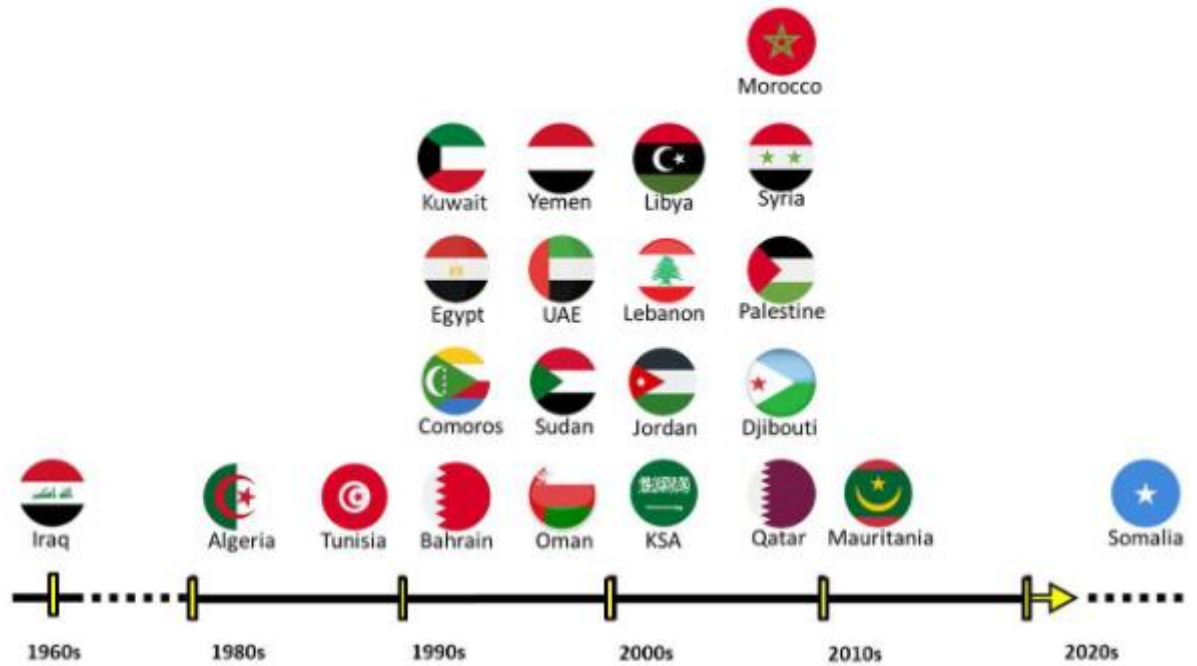 Morocco
Kuwait Yemen Libya Syria
Egypt UAE Lebanon Palestine
Comoros Sudan Jordan Djibouti
Iraq Algeria Tunisia Bahrain Oman KSA Qatar Mauritania Somalia
1960s 1980s 1990s 2000s 2010s 2020s